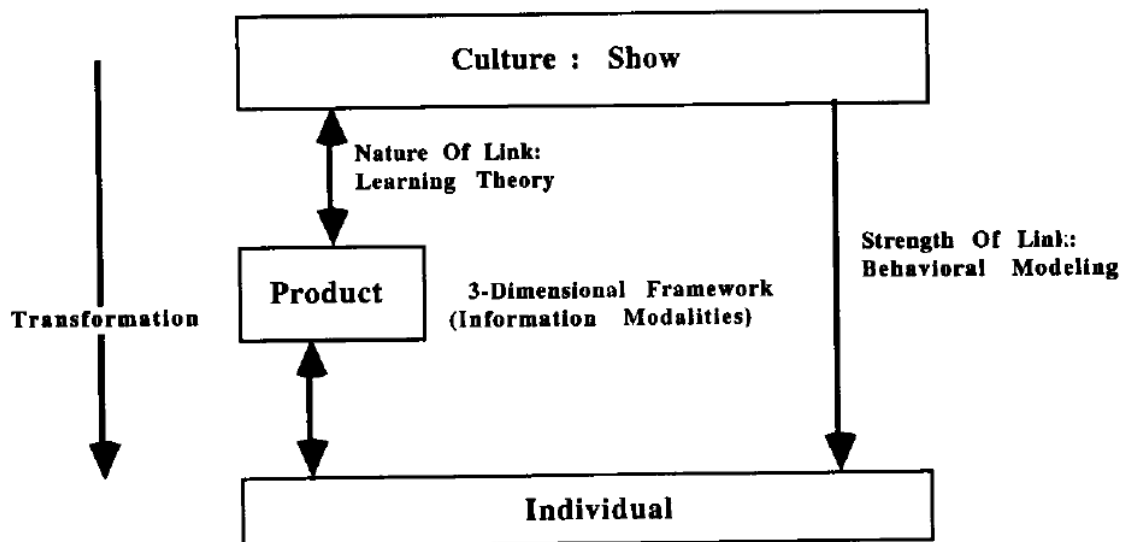 Culture : Show
Nature Of Link:
Learning Theory
Strength Of Link:
Behavioral Modeling
Product
3-Dimensional Framework
(Information Modalities)
Transformation
Individual